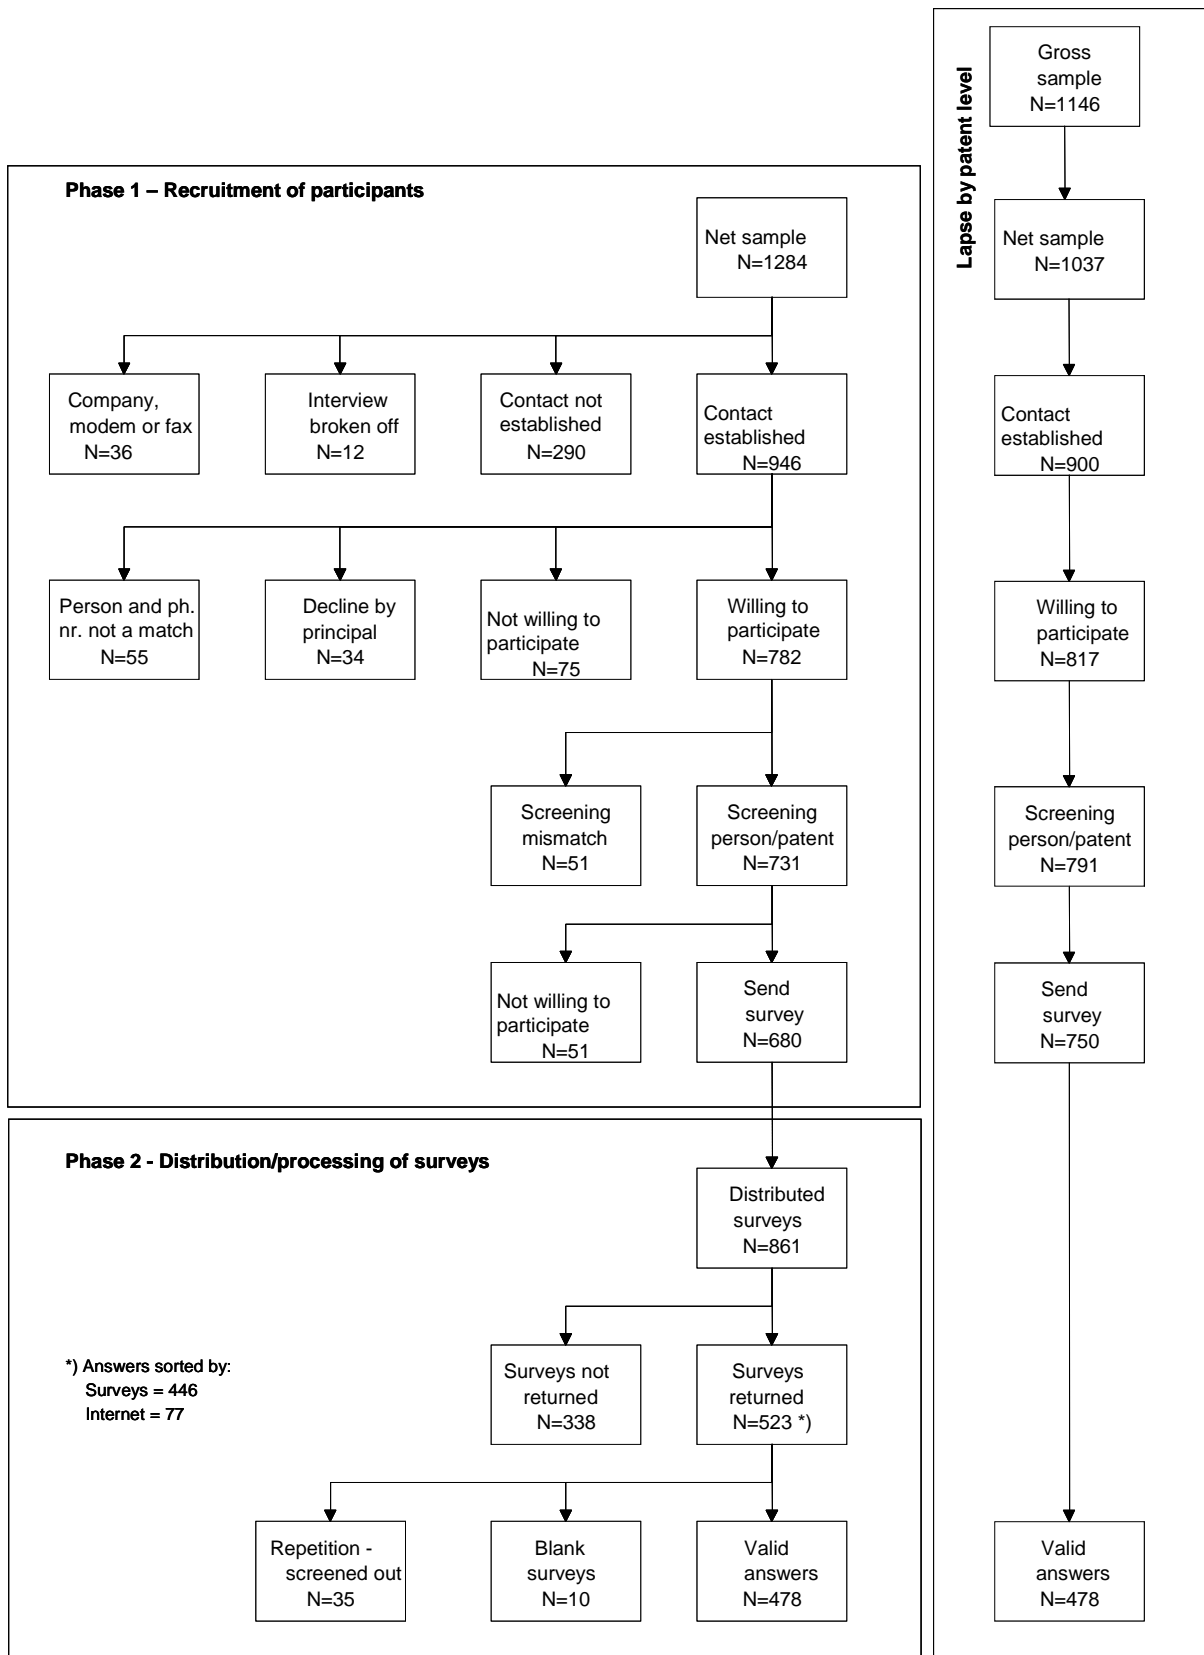 Phase 1 – Recruitment of participants
Net sample
N=1284
Company,
modem or fax
N=36
Interview
broken off
N=12
Contact not
established
N=290
Contact
established
N=946
Person and ph.
nr. not a match
N=55
Decline by
principal
N=34
Not willing to
participate
N=75
Willing to
participate
N=782
Screening
mismatch
N=51
Screening
person/patent
N=731
Not willing to
participate
N=51
Send
survey
N=680
Phase 2 - Distribution/processing of surveys
Distributed
surveys
N=861
*) Answers sorted by:
Surveys = 446
Internet = 77
Surveys not
returned
N=338
Surveys
returned
N=523 *)
Repetition -
screened out
N=35
Blank
surveys
N=10
Valid
answers
N=478
Lapse by patent level
Gross
sample
N=1146
Net sample
N=1037
Contact
established
N=900
Willing to
participate
N=817
Screening
person/patent
N=791
Send
survey
N=750
Valid
answers
N=478